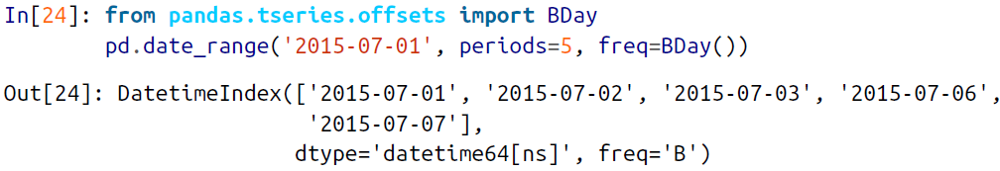 In[24]: from pandas.tseries.offsets import BDay
pd.date_range('2015-07-01', periods=5, freq=BDay())
Out[24]: DatetimeIndex(['2015-07-01', '2015-07-02', '2015-07-03', '2015-07-06',
'2015-07-07'],
dtype='datetime64[ns]', freq='B')